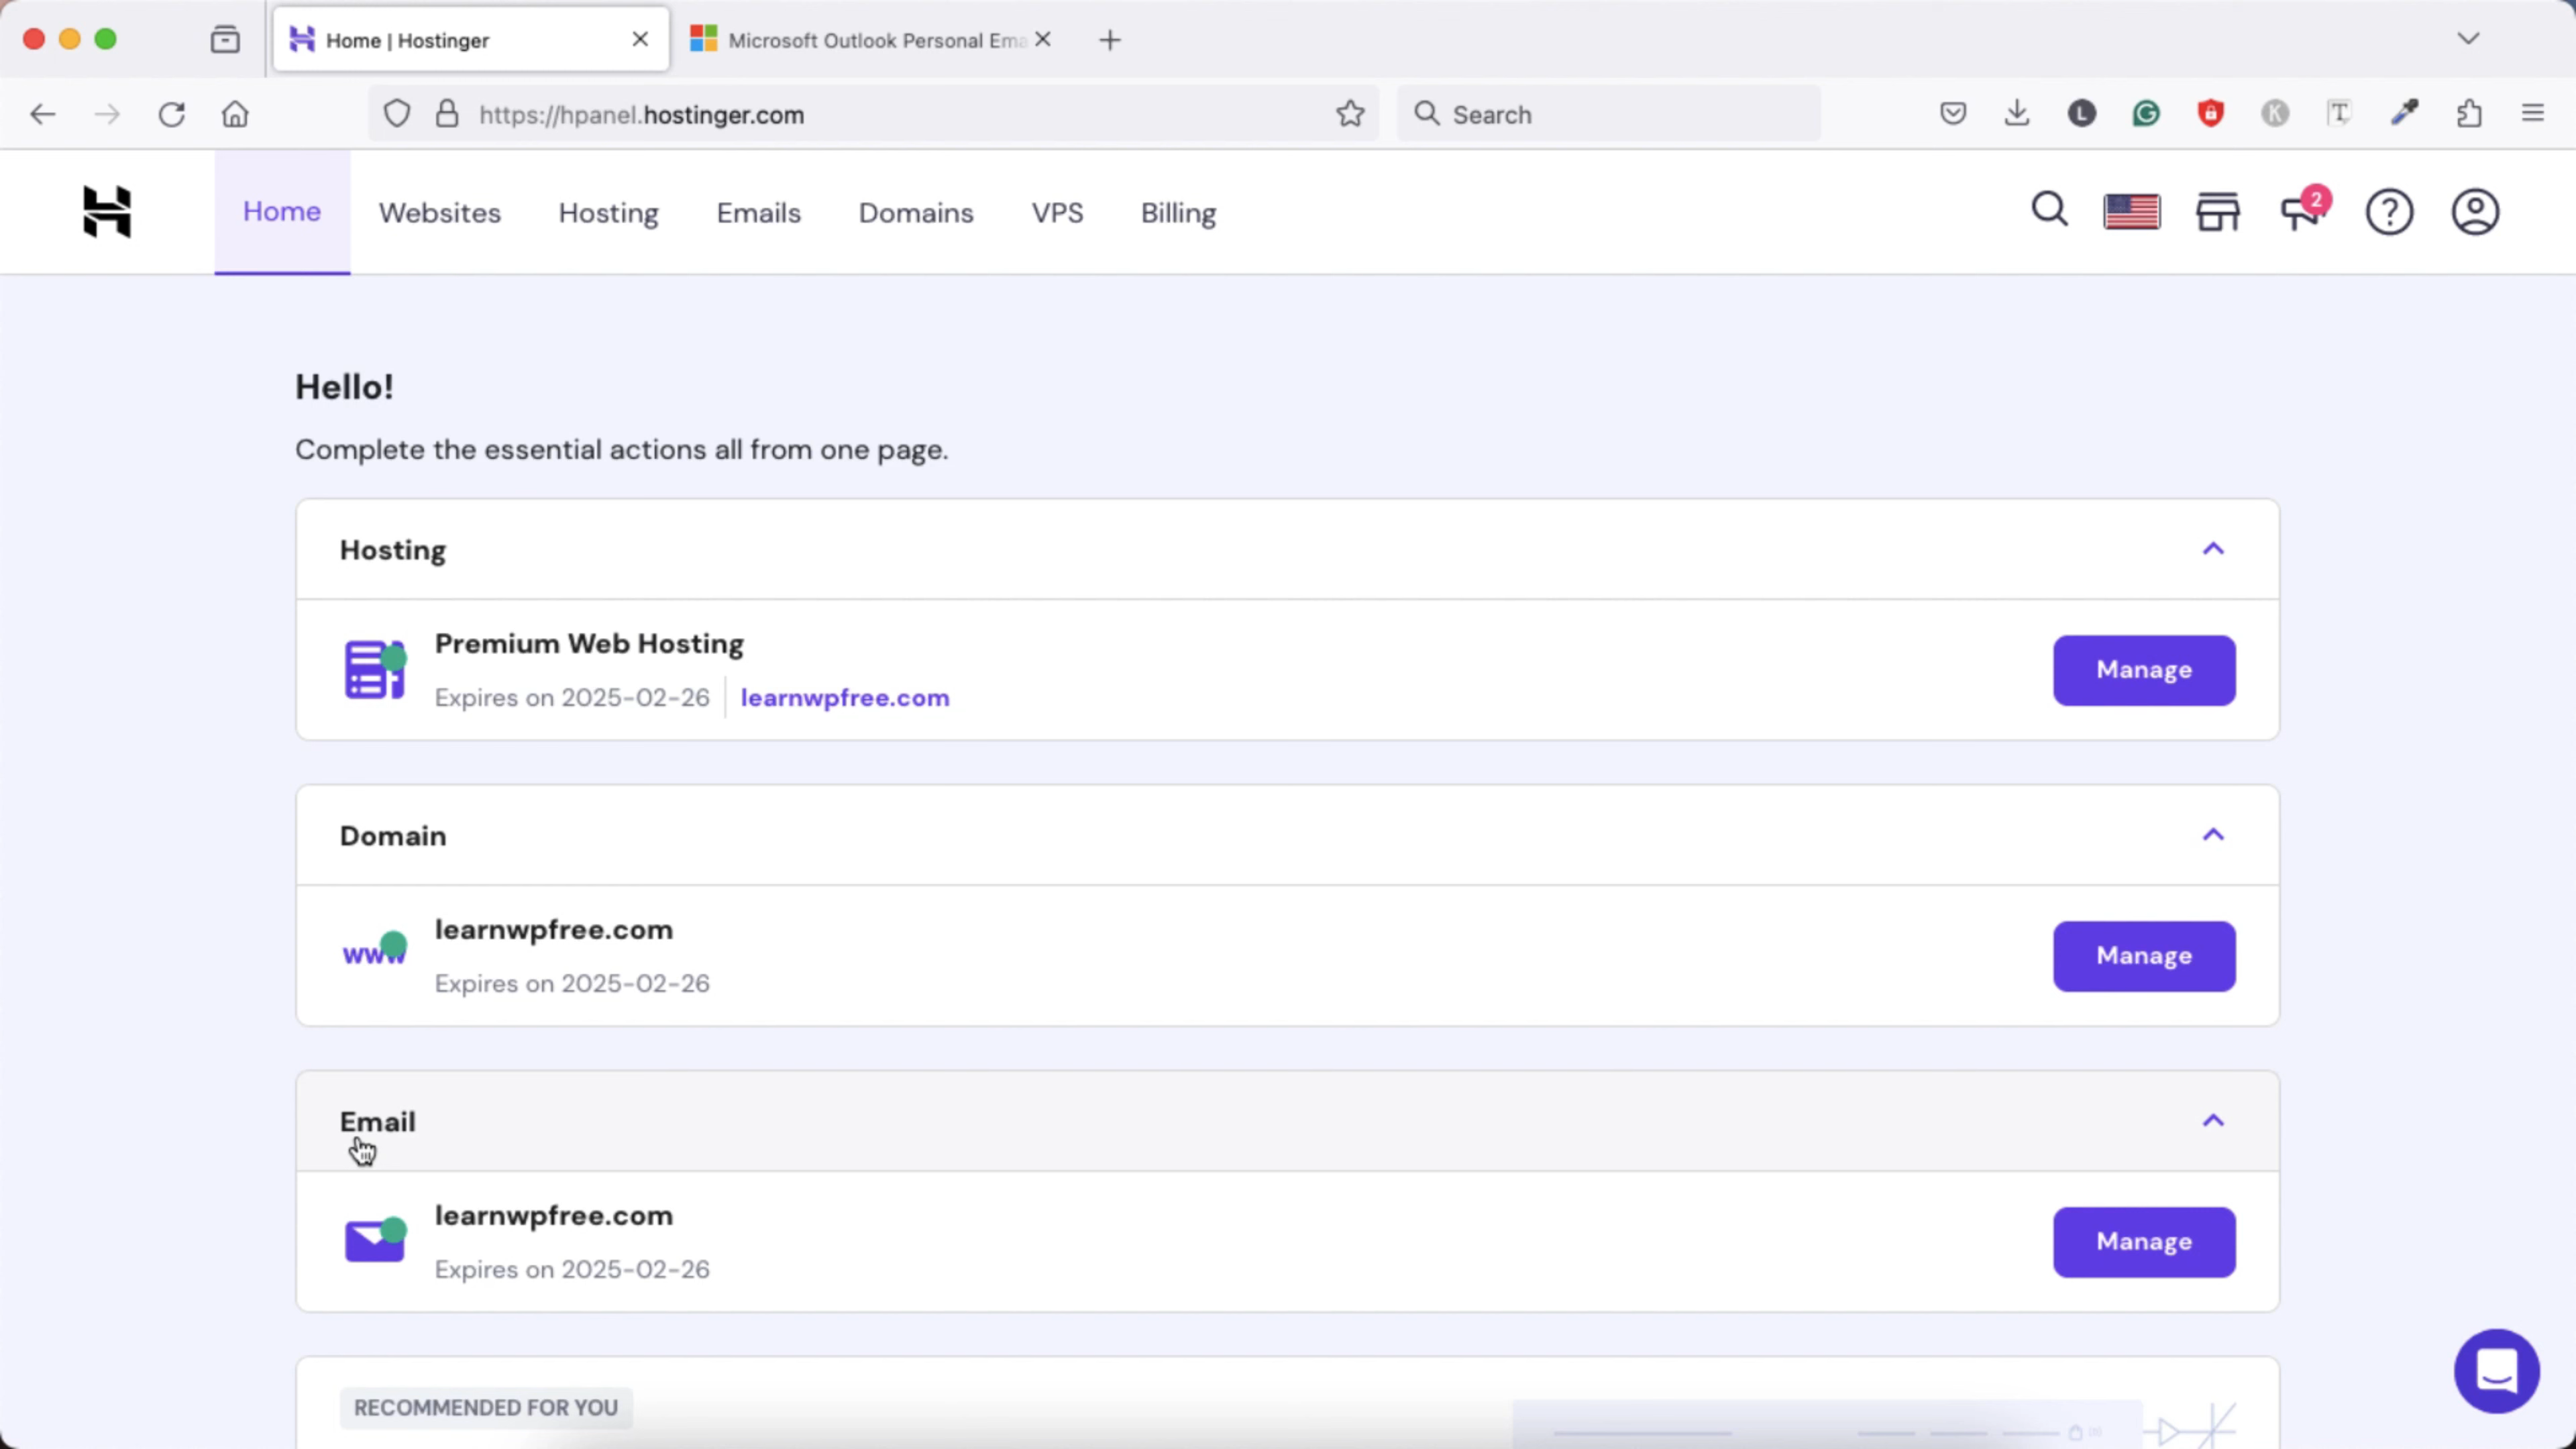 Home | Hostinger
Microsoft Outlook Personal Ema
https://hpanel.hostinger.com
Search
L
G
K
T
Home
Websites
Hosting
Emails
Domains
VPS
Billing
2
?
Hello!
Complete the essential actions all from one page.
Hosting
Premium Web Hosting
Expires on 2025-02-26
learnwpfree.com
Manage
Domain
www
learnwpfree.com
Expires on 2025-02-26
Manage
Email
learnwpfree.com
Expires on 2025-02-26
Manage
RECOMMENDED FOR YOU